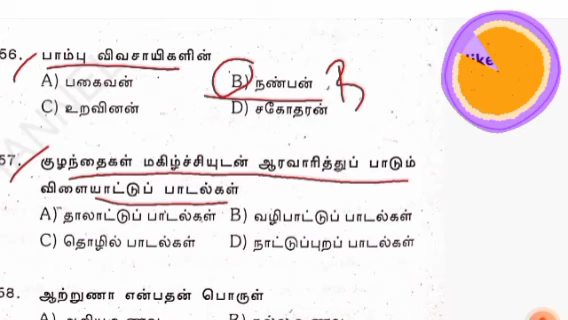 56. பாம்பு விவசாயிகளின்
A) பகைவன் B) நண்பன்
C) உறவினன் D) சகோதரன்
57. குழந்தைகள் மகிழ்ச்சியுடன் ஆரவாரித்துப் பாடும்
விளையாட்டுப் பாடல்கள்
A) தாலாட்டுப் பாடல்கள் B) வழிபாட்டுப் பாடல்கள்
C) தொழில் பாடல்கள் D) நாட்டுப்புறப் பாடல்கள்
58. ஆற்றுணா என்பதன் பொருள்
A) B)
like